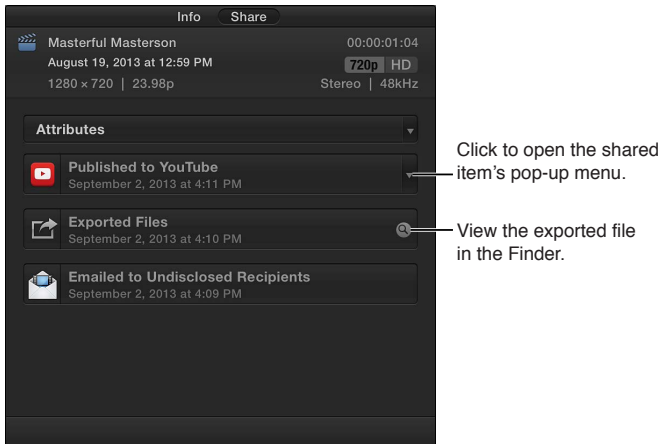 Info Share
Masterful Masterson 00:00:01:04
August 19, 2013 at 12:59 PM 720p HD
1280 × 720 | 23.98p Stereo | 48kHz
Attributes
Published to YouTube
September 2, 2013 at 4:11 PM
Click to open the shared
item's pop-up menu.
Exported Files
September 2, 2013 at 4:10 PM
View the exported file
in the Finder.
Emailed to Undisclosed Recipients
September 2, 2013 at 4:09 PM